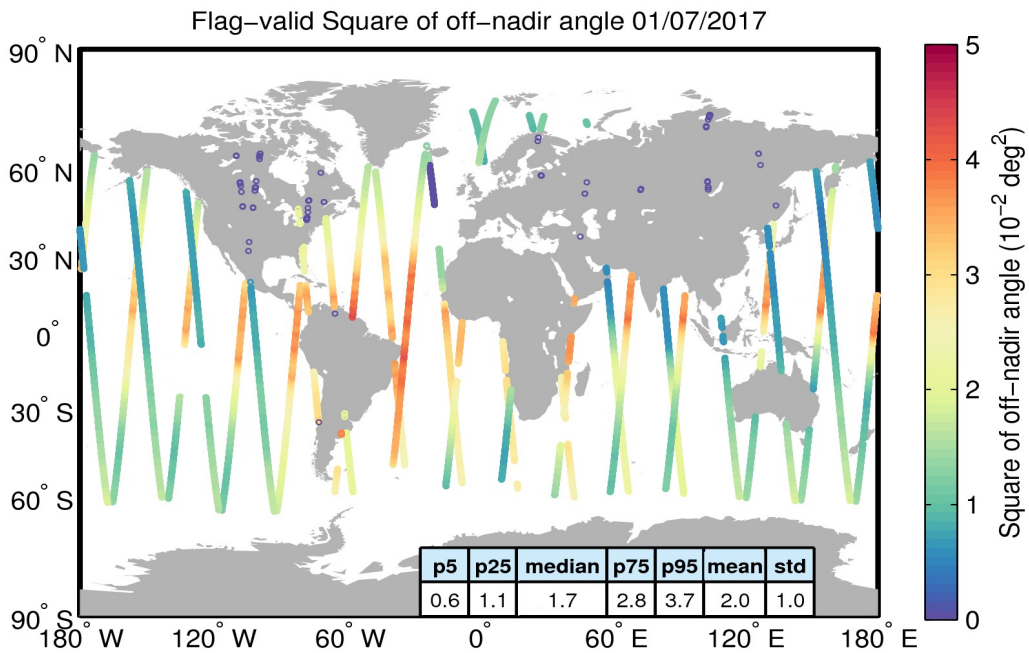 Flag−valid Square of off−nadir angle 01/07/2017
90° N
60° N
30° N
0°
30° S
60° S
90° S
180° W
120° W
60° W
0°
60° E
120° E
180° E
p5 p25 median p75 p95 mean std
0.6 1.1 1.7 2.8 3.7 2.0 1.0
5
4
3
2
1
0
Square of off−nadir angle (10⁻² deg²)